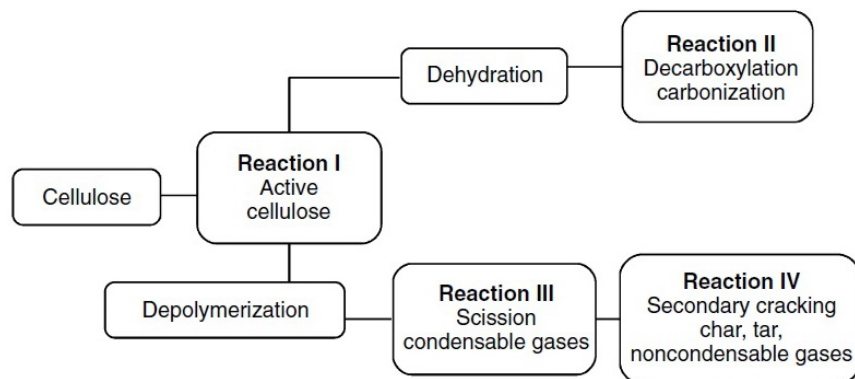 Cellulose
Reaction I
Active
cellulose
Dehydration
Reaction II
Decarboxylation
carbonization
Depolymerization
Reaction III
Scission
condensable gases
Reaction IV
Secondary cracking
char, tar,
noncondensable gases